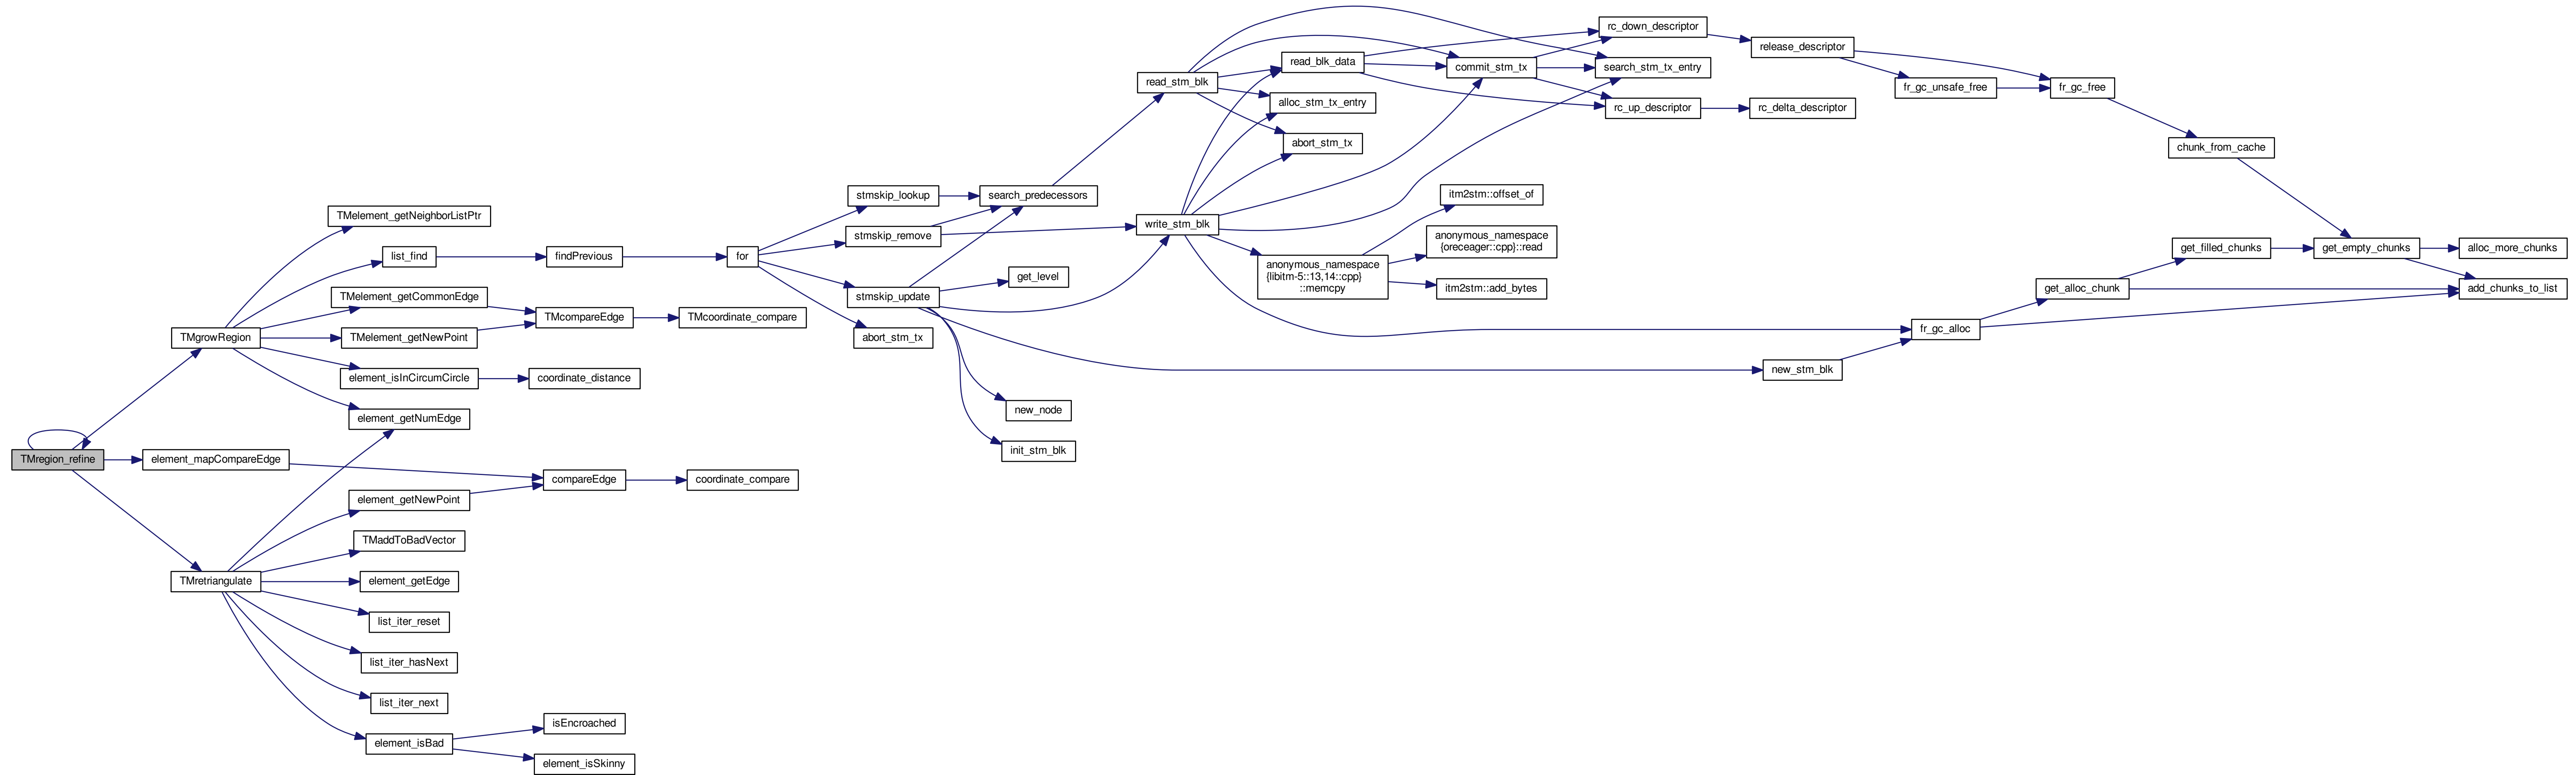 TMregion_refine
TMgrowRegion
element_mapCompareEdge
TMretriangulate
TMelement_getNeighborListPtr
list_find
TMelement_getCommonEdge
TMelement_getNewPoint
element_isInCircumCircle
element_getNumEdge
element_getNewPoint
TMaddToBadVector
element_getEdge
list_iter_reset
list_iter_hasNext
list_iter_next
element_isBad
findPrevious
TMcompareEdge
coordinate_distance
compareEdge
isEncroached
element_isSkinny
for
TMcoordinate_compare
coordinate_compare
stmskip_lookup
stmskip_remove
stmskip_update
abort_stm_tx
search_predecessors
get_level
new_node
init_stm_blk
read_stm_blk
write_stm_blk
read_blk_data
alloc_stm_tx_entry
abort_stm_tx
anonymous_namespace
{libitm-5::13,14::cpp}
::memcpy
commit_stm_tx
itm2stm::offset_of
anonymous_namespace
{oreceager::cpp}::read
itm2stm::add_bytes
rc_down_descriptor
search_stm_tx_entry
rc_up_descriptor
release_descriptor
rc_delta_descriptor
new_stm_blk
fr_gc_unsafe_free
fr_gc_alloc
fr_gc_free
get_alloc_chunk
chunk_from_cache
get_filled_chunks
get_empty_chunks
alloc_more_chunks
add_chunks_to_list